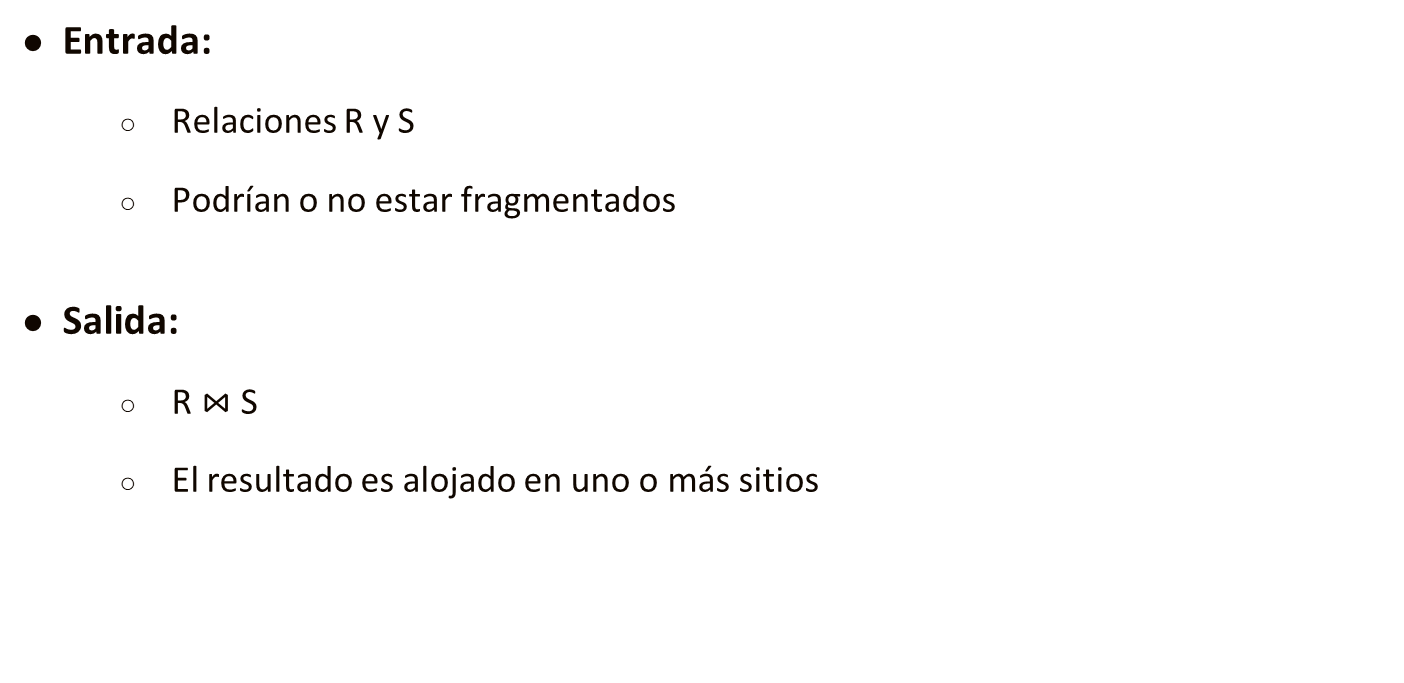 ● Entrada:
○ Relaciones R y S
○ Podrían o no estar fragmentados
● Salida:
○ R ⋈ S
○ El resultado es alojado en uno o más sitios